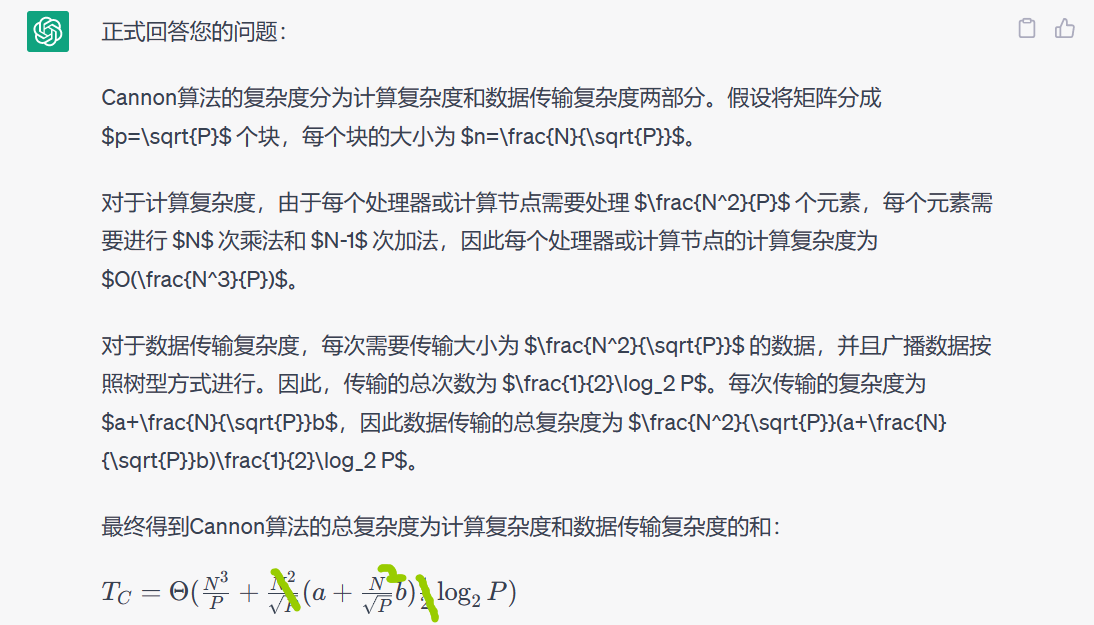 正式回答您的问题：
Cannon算法的复杂度分为计算复杂度和数据传输复杂度两部分。假设将矩阵分成
$p=\sqrt{P}$ 个块，每个块的大小为 $n=\frac{N}{\sqrt{P}}$。
对于计算复杂度，由于每个处理器或计算节点需要处理 $\frac{N^2}{P}$ 个元素，每个元素需
要进行 $N$ 次乘法和 $N-1$ 次加法，因此每个处理器或计算节点的计算复杂度为
$O(\frac{N^3}{P})$。
对于数据传输复杂度，每次需要传输大小为 $\frac{N^2}{\sqrt{P}}$ 的数据，并且广播数据按
照树型方式进行。因此，传输的总次数为 $\frac{1}{2}\log_2 P$。每次传输的复杂度为
$a+\frac{N}{\sqrt{P}}b$，因此数据传输的总复杂度为 $\frac{N^2}{\sqrt{P}}(a+\frac{N}
{\sqrt{P}}b)\frac{1}{2}\log_2 P$。
最终得到Cannon算法的总复杂度为计算复杂度和数据传输复杂度的和：
T_C = Θ(\frac{N^3}{P} + \frac{N^2}{\sqrt{P}}(a + \frac{N^2}{\sqrt{P}}b)\frac{1}{2}\log_2 P)